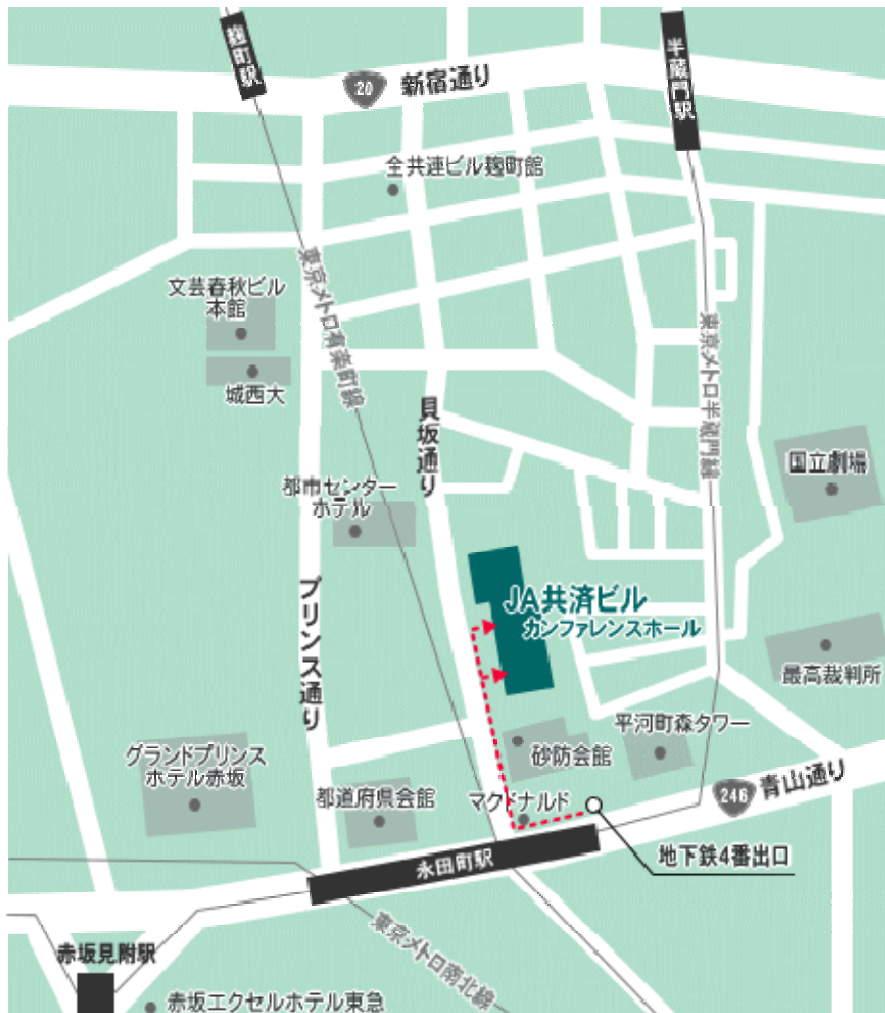 麹町駅
半蔵門駅
20
新宿通り
全共連ビル麹町館
文芸春秋ビル
本館
東京メトロ有楽町線
東京メトロ半蔵門線
城西大
貝坂通り
国立劇場
都市センター
ホテル
プリンス通り
JA共済ビル
カンファレンスホール
最高裁判所
平河町森タワー
砂防会館
グランドプリンス
ホテル赤坂
都道府県会館
マクドナルド
246
青山通り
永田町駅
地下鉄4番出口
赤坂見附駅
東京メトロ南北線
赤坂エクセルホテル東急